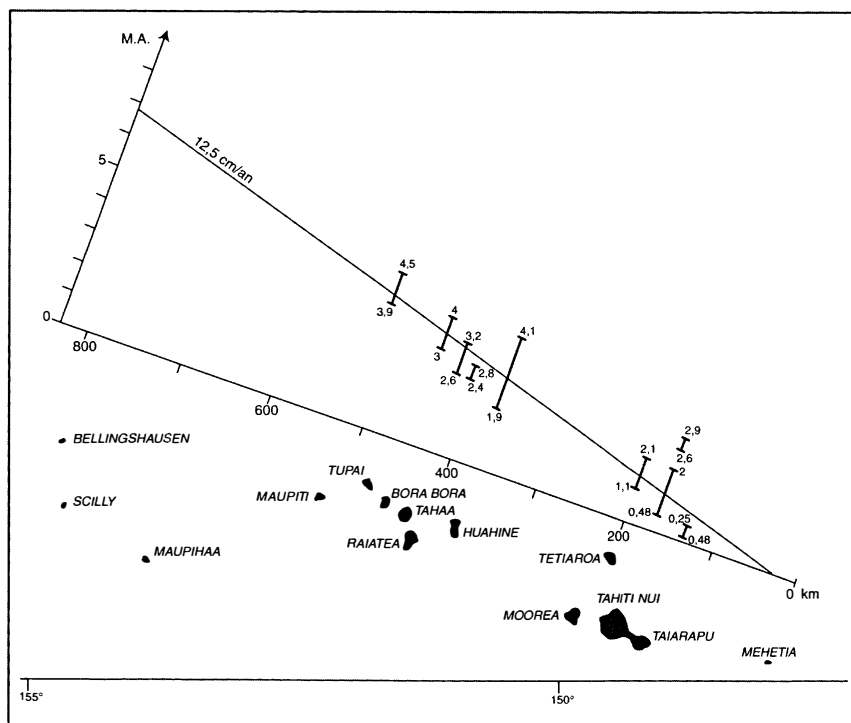 M.A.
5
0
12,5 cm/an
4,5
3,9
4
3
3,2
2,6
2,8
2,4
4,1
1,9
2,1
1,1
2,9
2,6
2
0,48
0,25
0,48
800
600
400
200
0 km
BELLINGSHAUSEN
SCILLY
MAUPIHAA
MAUPITI
TUPAI
BORA BORA
TAHAA
RAIATEA
HUAHINE
TETIAROA
MOOREA
TAHITI NUI
TAIARAPU
MEHETIA
155°
150°